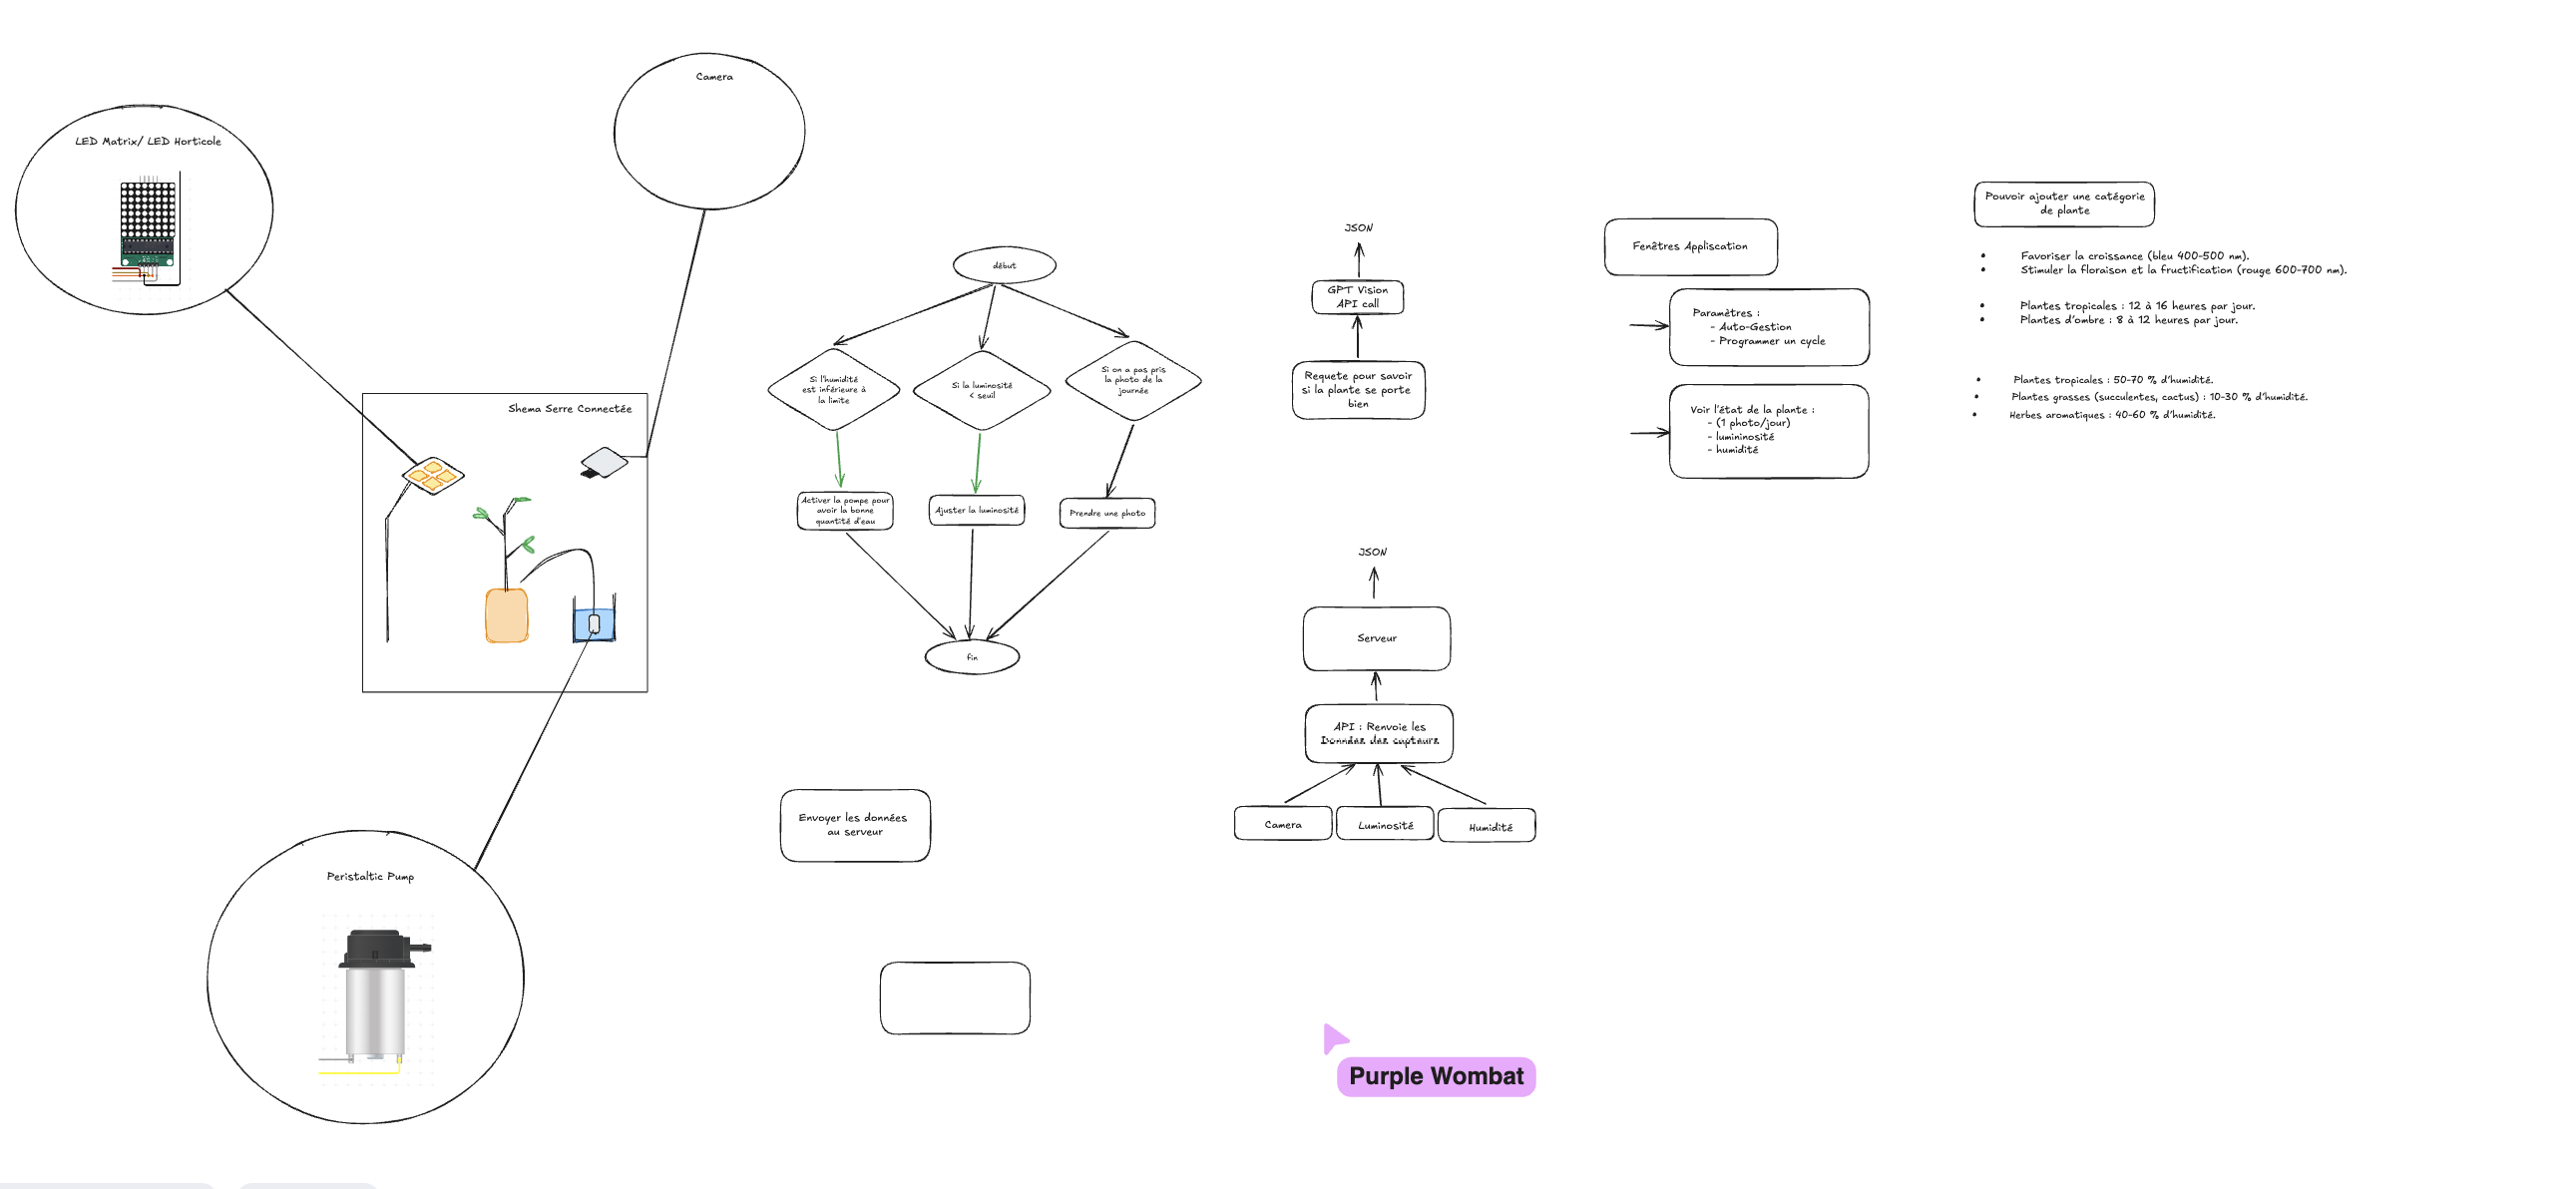 Camera
LED Matrix/ LED Horticole
Shema Serre Connectée
Peristaltic Pump
début
Si l'humidité
est inférieure à
la limite
Si la luminosité
< seuil
Si on a pas pris
la photo de la
journée
Activer la pompe pour
avoir la bonne
quantité d'eau
Ajuster la luminosité
Prendre une photo
fin
Envoyer les données
au serveur
JSON
GPT Vision
API call
Requete pour savoir
si la plante se porte
bien
JSON
Serveur
API : Renvoie les
Données des capteurs
Camera
Luminosité
Humidité
Fenêtres Appliscation
Paramètres :
- Auto-Gestion
- Programmer un cycle
Voir l'état de la plante :
- (1 photo/jour)
- lumininosité
- humidité
Pouvoir ajouter une catégorie
de plante
• Favoriser la croissance (bleu 400-500 nm).
• Stimuler la floraison et la fructification (rouge 600-700 nm).
• Plantes tropicales : 12 à 16 heures par jour.
• Plantes d'ombre : 8 à 12 heures par jour.
• Plantes tropicales : 50-70 % d'humidité.
• Plantes grasses (succulentes, cactus) : 10-30 % d'humidité.
• Herbes aromatiques : 40-60 % d'humidité.
Purple Wombat